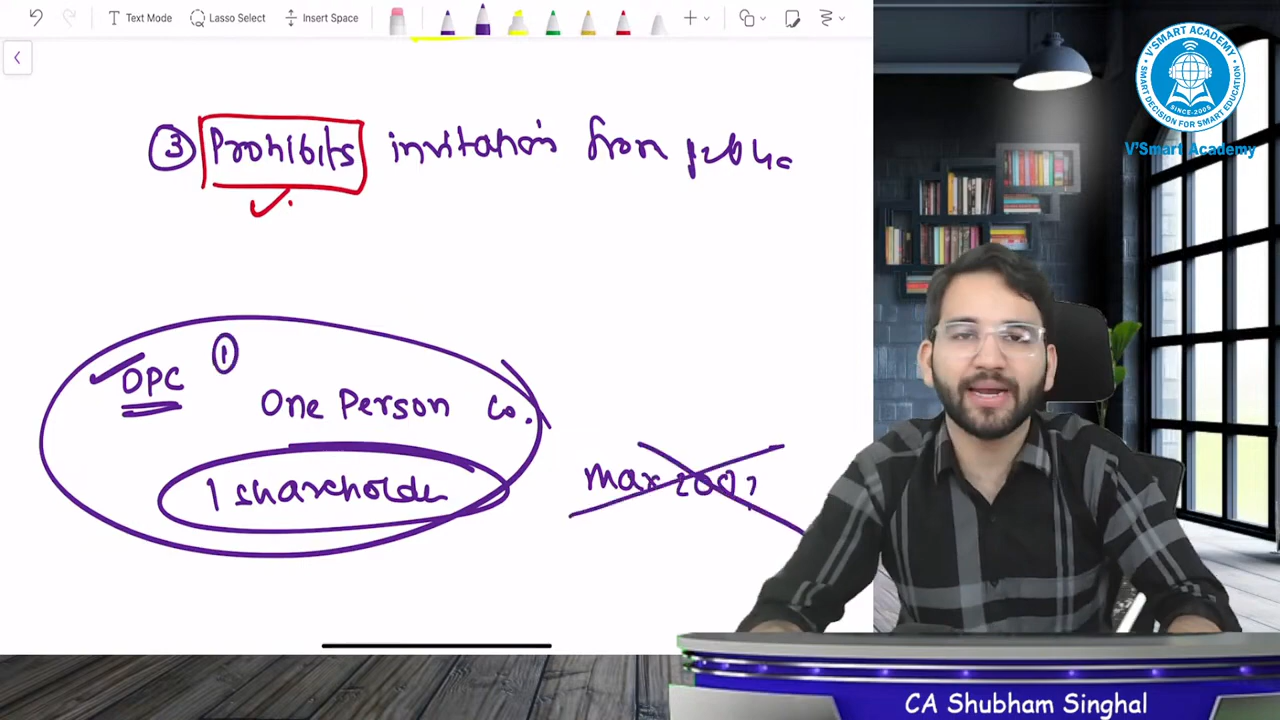 Text Mode Lasso Select Insert Space
V'SMART ACADEMY
SMART DECISION FOR SMART EDUCATION
SINCE-2005
V'Smart Academy
③ Prohibits invitations from public
OPC ①
One Person Co.
1 shareholder
max 200?
CA Shubham Singhal